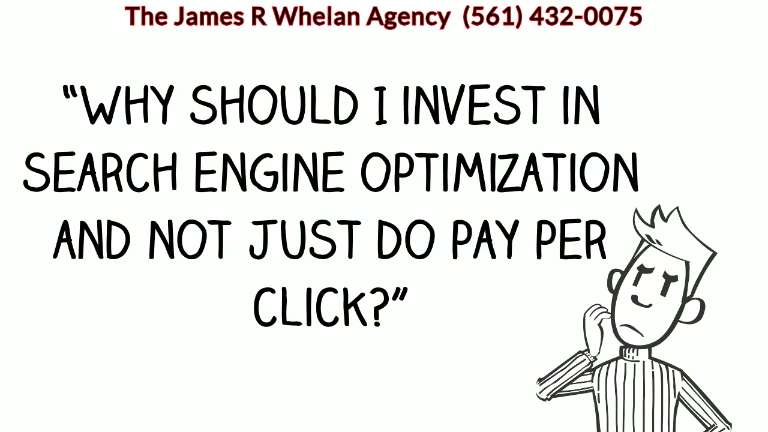 The James R Whelan Agency  (561) 432-0075
"WHY SHOULD I INVEST IN
SEARCH ENGINE OPTIMIZATION
AND NOT JUST DO PAY PER
CLICK?"